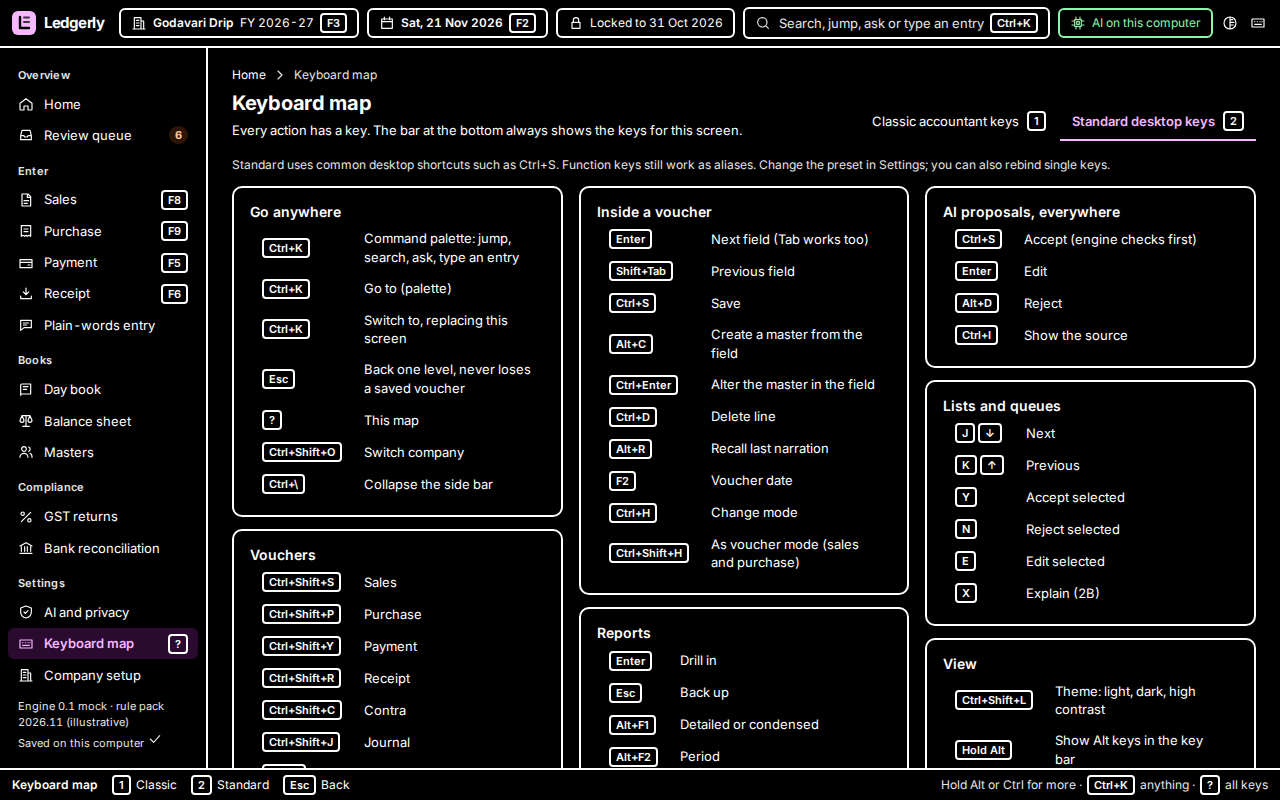 Ledgerly
Godavari Drip FY 2026-27 F3
Sat, 21 Nov 2026 F2
Locked to 31 Oct 2026
Search, jump, ask or type an entry Ctrl+K
AI on this computer
Overview
Home
Review queue 6
Enter
Sales F8
Purchase F9
Payment F5
Receipt F6
Plain-words entry
Books
Day book
Balance sheet
Masters
Compliance
GST returns
Bank reconciliation
Settings
AI and privacy
Keyboard map ?
Company setup
Engine 0.1 mock · rule pack
2026.11 (illustrative)
Saved on this computer
Home > Keyboard map
Keyboard map
Every action has a key. The bar at the bottom always shows the keys for this screen.
Classic accountant keys 1
Standard desktop keys 2
Standard uses common desktop shortcuts such as Ctrl+S. Function keys still work as aliases. Change the preset in Settings; you can also rebind single keys.
Go anywhere
Ctrl+K Command palette: jump,
search, ask, type an entry
Ctrl+K Go to (palette)
Ctrl+K Switch to, replacing this
screen
Esc Back one level, never loses
a saved voucher
? This map
Ctrl+Shift+O Switch company
Ctrl+\ Collapse the side bar
Vouchers
Ctrl+Shift+S Sales
Ctrl+Shift+P Purchase
Ctrl+Shift+Y Payment
Ctrl+Shift+R Receipt
Ctrl+Shift+C Contra
Ctrl+Shift+J Journal
Inside a voucher
Enter Next field (Tab works too)
Shift+Tab Previous field
Ctrl+S Save
Alt+C Create a master from the
field
Ctrl+Enter Alter the master in the field
Ctrl+D Delete line
Alt+R Recall last narration
F2 Voucher date
Ctrl+H Change mode
Ctrl+Shift+H As voucher mode (sales
and purchase)
Reports
Enter Drill in
Esc Back up
Alt+F1 Detailed or condensed
Alt+F2 Period
AI proposals, everywhere
Ctrl+S Accept (engine checks first)
Enter Edit
Alt+D Reject
Ctrl+I Show the source
Lists and queues
J ↓ Next
K ↑ Previous
Y Accept selected
N Reject selected
E Edit selected
X Explain (2B)
View
Ctrl+Shift+L Theme: light, dark, high
contrast
Hold Alt Show Alt keys in the key
bar
Keyboard map 1 Classic 2 Standard Esc Back
Hold Alt or Ctrl for more · Ctrl+K anything · ? all keys